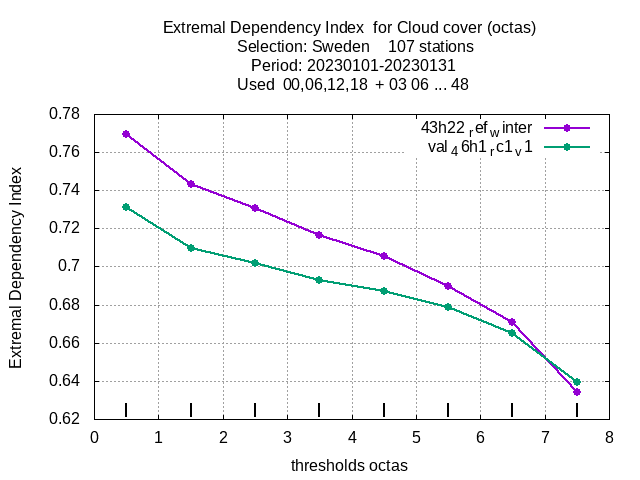 Extremal Dependency Index  for Cloud cover (octas)
Selection: Sweden    107 stations
Period: 20230101-20230131
Used  00,06,12,18  + 03 06 ... 48
43h22 ref winter
val 4 6h1 r c1 v 1
Extremal Dependency Index
0.78
0.76
0.74
0.72
0.7
0.68
0.66
0.64
0.62
0 1 2 3 4 5 6 7 8
thresholds octas